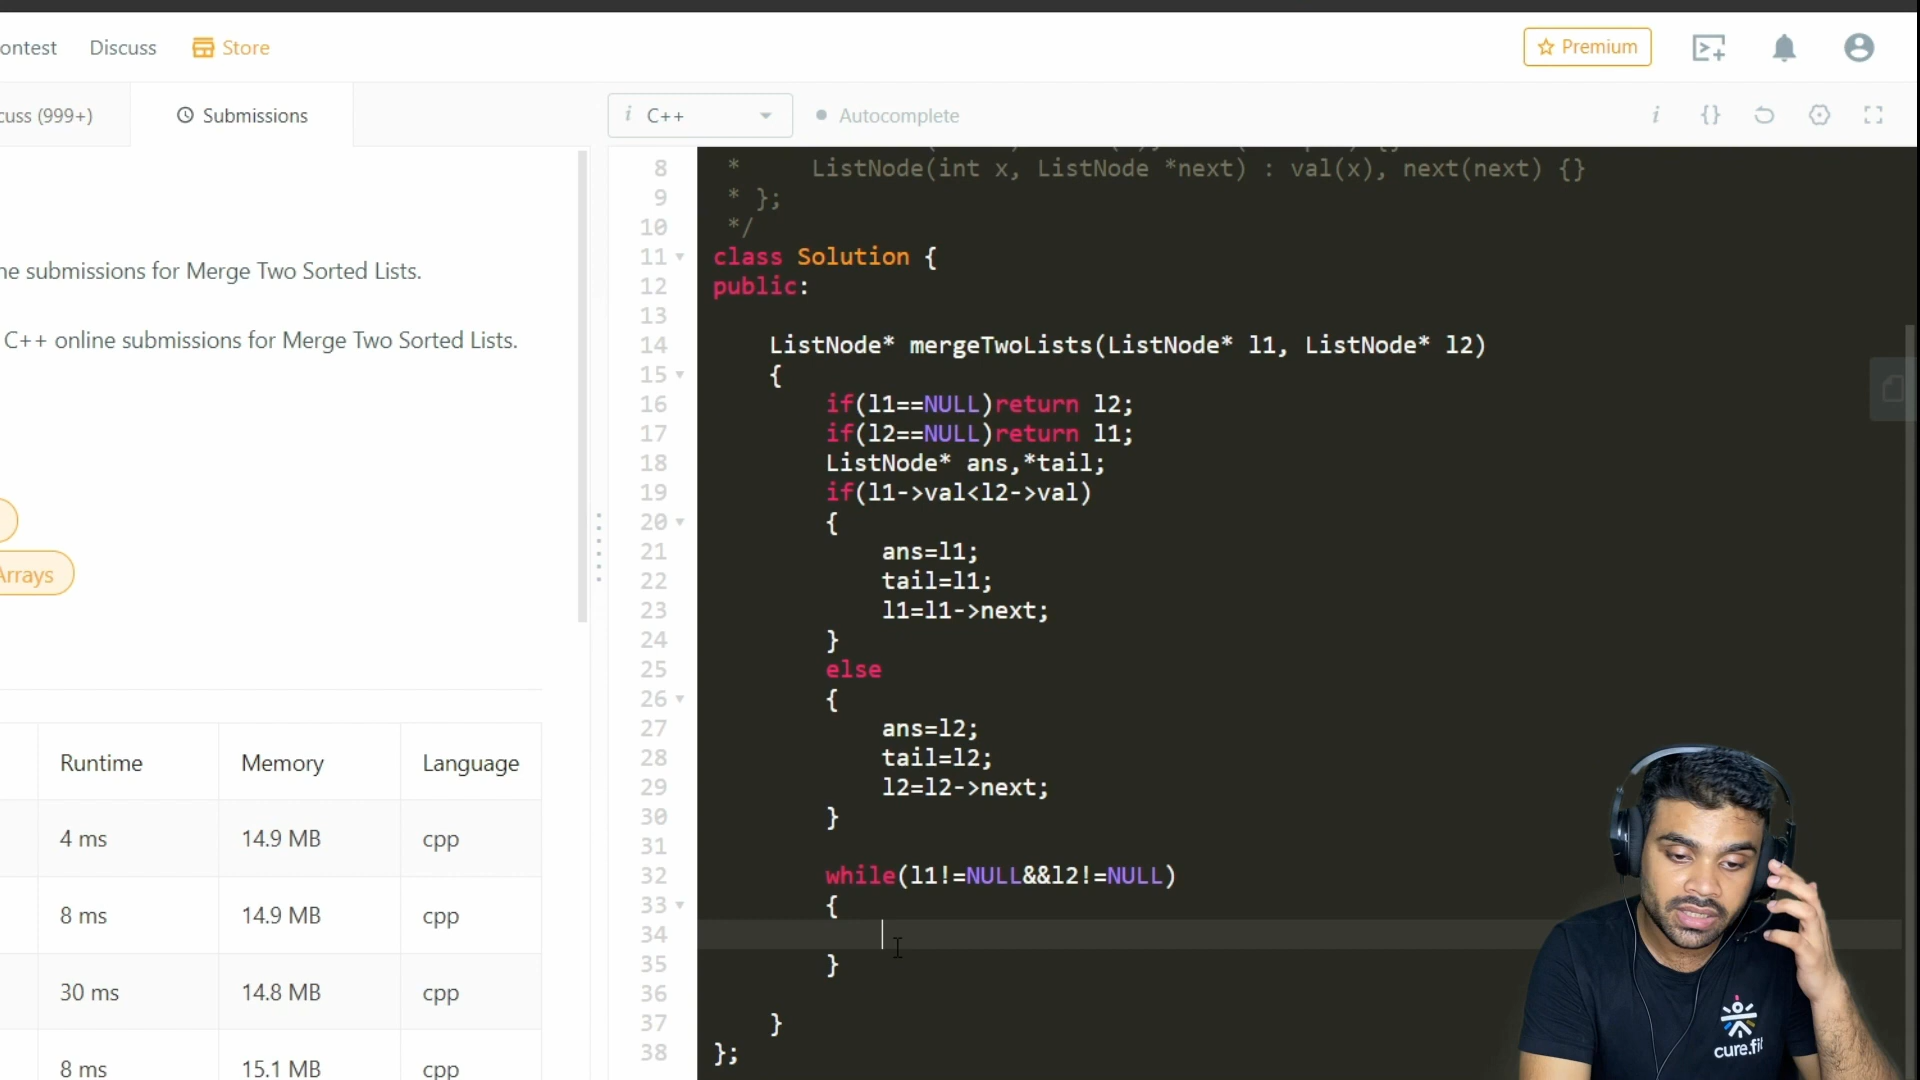 ontest Discuss Store Premium
cuss (999+) Submissions
i C++ Autocomplete i {}
ne submissions for Merge Two Sorted Lists.
C++ online submissions for Merge Two Sorted Lists.
Arrays
Runtime Memory Language
4 ms 14.9 MB cpp
8 ms 14.9 MB cpp
30 ms 14.8 MB cpp
8 ms 15.1 MB cpp
8 * ListNode(int x, ListNode *next) : val(x), next(next) {}
9 * };
10 */
11 class Solution {
12 public:
13
14 ListNode* mergeTwoLists(ListNode* l1, ListNode* l2)
15 {
16 if(l1==NULL)return l2;
17 if(l2==NULL)return l1;
18 ListNode* ans,*tail;
19 if(l1->val<l2->val)
20 {
21 ans=l1;
22 tail=l1;
23 l1=l1->next;
24 }
25 else
26 {
27 ans=l2;
28 tail=l2;
29 l2=l2->next;
30 }
31
32 while(l1!=NULL&&l2!=NULL)
33 {
34
35 }
36
37 }
38 };
cure.fit